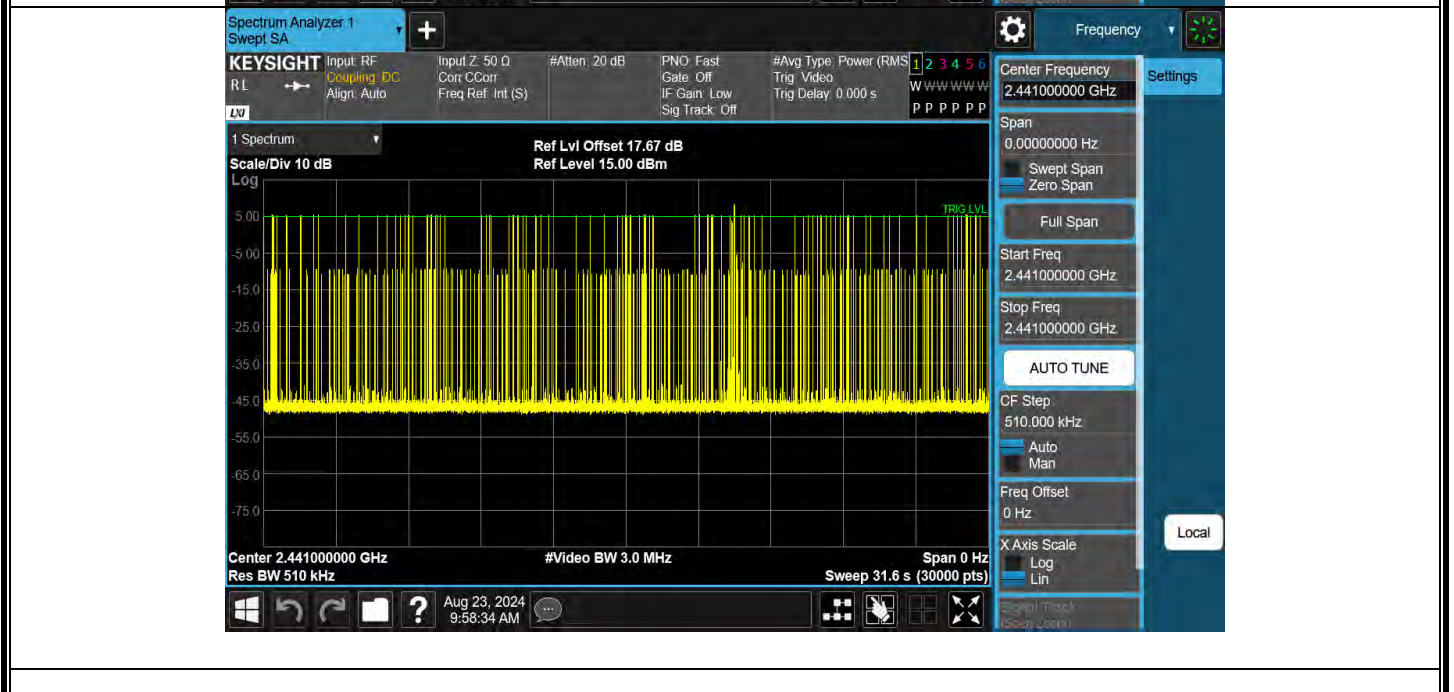 Spectrum Analyzer 1
Swept SA
+
Frequency
KEYSIGHT
RL
LXI
Input: RF
Coupling: DC
Align: Auto
Input Z: 50 Ω
Corr CCorr
Freq Ref: Int (S)
#Atten: 20 dB
PNO: Fast
Gate: Off
IF Gain: Low
Sig Track: Off
#Avg Type: Power (RMS
Trig: Video
Trig Delay: 0.000 s
1 2 3 4 5 6
W W W W W W
P P P P P P
1 Spectrum
Scale/Div 10 dB
Log
Ref Lvl Offset 17.67 dB
Ref Level 15.00 dBm
TRIG LVL
5.00
-5.00
-15.0
-25.0
-35.0
-45.0
-55.0
-65.0
-75.0
Center 2.441000000 GHz
Res BW 510 kHz
#Video BW 3.0 MHz
Span 0 Hz
Sweep 31.6 s (30000 pts)
Center Frequency
2.441000000 GHz
Settings
Span
0.00000000 Hz
Swept Span
Zero Span
Full Span
Start Freq
2.441000000 GHz
Stop Freq
2.441000000 GHz
AUTO TUNE
CF Step
510.000 kHz
Auto
Man
Freq Offset
0 Hz
X Axis Scale
Log
Lin
Signal Track
(Span Zoom)
Local
?
Aug 23, 2024
9:58:34 AM